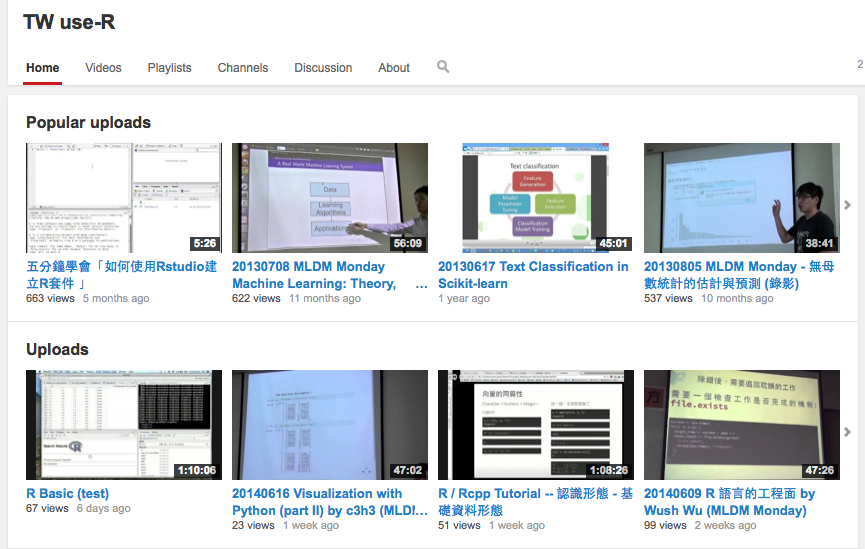 TW use-R
Home Videos Playlists Channels Discussion About
2
Popular uploads
A Real World Machine Learning System
Data
Learning
Algorithms
Applications
Text classification
Feature
Generation
Model
Parameter
Tuning
Feature
Selection
Classification
Model Training
5:26 56:09 45:01 38:41
五分鐘學會「如何使用Rstudio建
立R套件 」
663 views 5 months ago
20130708 MLDM Monday
Machine Learning: Theory, ...
622 views 11 months ago
20130617 Text Classification in
Scikit-learn
1 year ago
20130805 MLDM Monday - 無母
數統計的估計與預測 (錄影)
537 views 10 months ago
Uploads
向量的同質性
除錯後，需要追回耽誤的工作
需要一個檢查工作是否完成的機制:
file.exists
1:10:06 47:02 1:08:26 47:26
R Basic (test)
67 views 6 days ago
20140616 Visualization with
Python (part II) by c3h3 (MLD...
23 views 1 week ago
R / Rcpp Tutorial -- 認識形態 - 基
礎資料形態
51 views 1 week ago
20140609 R 語言的工程面 by
Wush Wu (MLDM Monday)
99 views 2 weeks ago